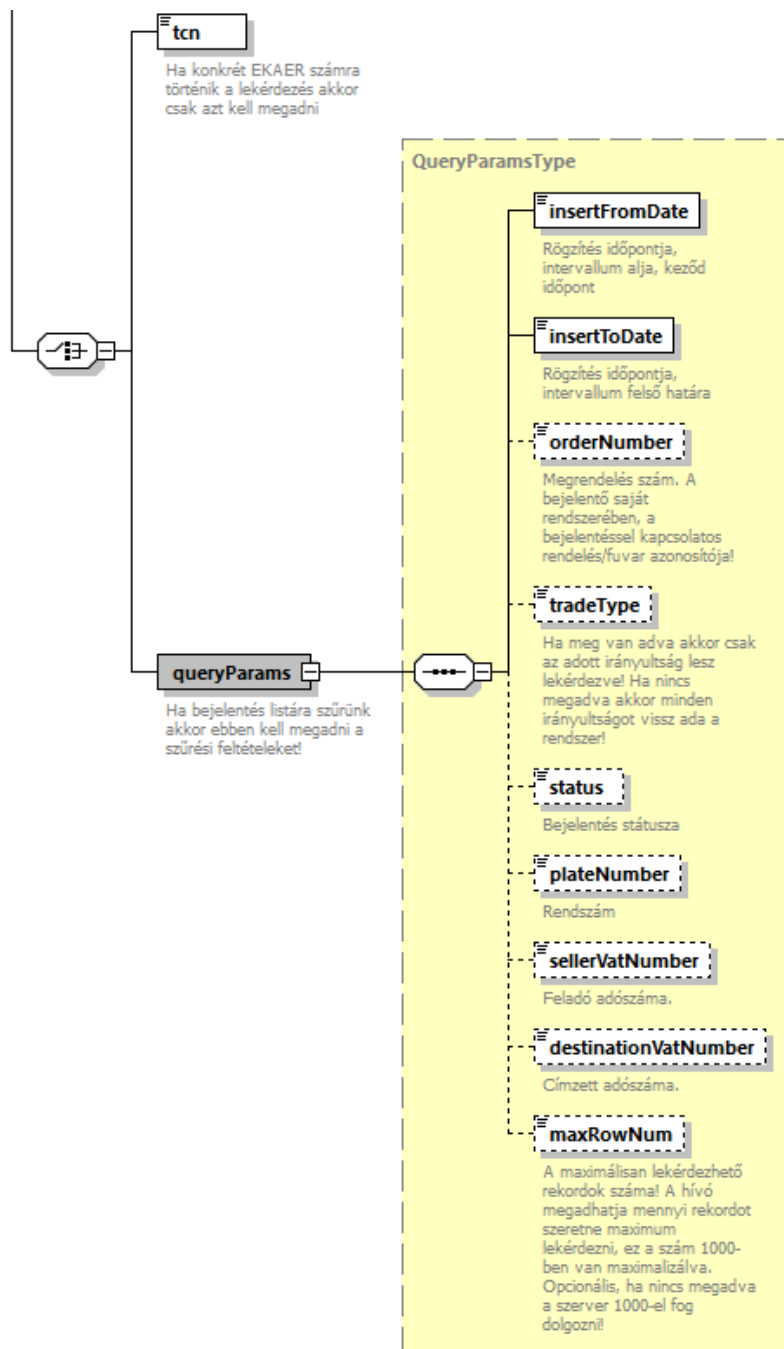 tcn
Ha konkrét EKAER számra
történik a lekérdezés akkor
csak azt kell megadni
QueryParamsType
insertFromDate
Rögzítés időpontja,
intervallum alja, keződ
időpont
insertToDate
Rögzítés időpontja,
intervallum felső határa
orderNumber
Megrendelés szám. A
bejelentő saját
rendszerében, a
bejelentéssel kapcsolatos
rendelés/fuvar azonosítója!
tradeType
Ha meg van adva akkor csak
az adott irányultság lesz
lekérdezve! Ha nincs
megadva akkor minden
irányultságot vissz ada a
rendszer!
queryParams
Ha bejelentés listára szűrünk
akkor ebben kell megadni a
szűrési feltételeket!
status
Bejelentés státusza
plateNumber
Rendszám
sellerVatNumber
Feladó adószáma.
destinationVatNumber
Címzett adószáma.
maxRowNum
A maximálisan lekérdezhető
rekordok száma! A hívó
megadhatja mennyi rekordot
szeretne maximum
lekérdezni, ez a szám 1000-
ben van maximalizálva.
Opcionális, ha nincs megadva
a szerver 1000-el fog
dolgozni!